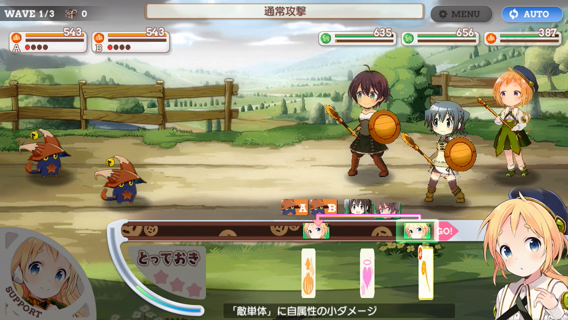 WAVE 1/3 0
通常攻撃
MENU
AUTO
543
543
A
B
635
656
387
A
B
GO!
とっておき
SUPPORT
「敵単体」に自属性の小ダメージ